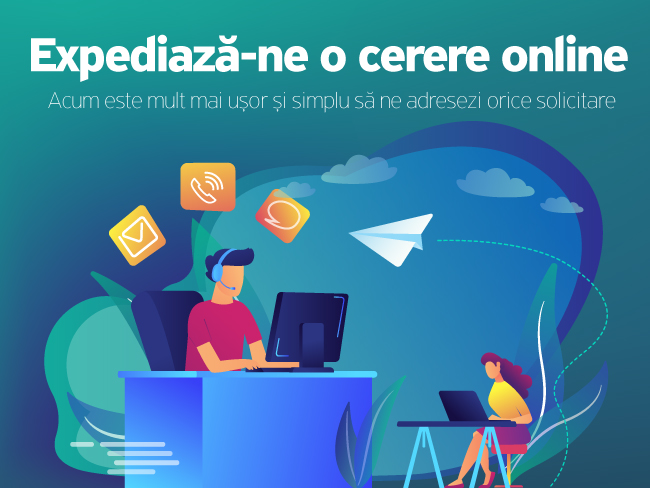 Expediază-ne o cerere online
Acum este mult mai ușor și simplu să ne adresezi orice solicitare